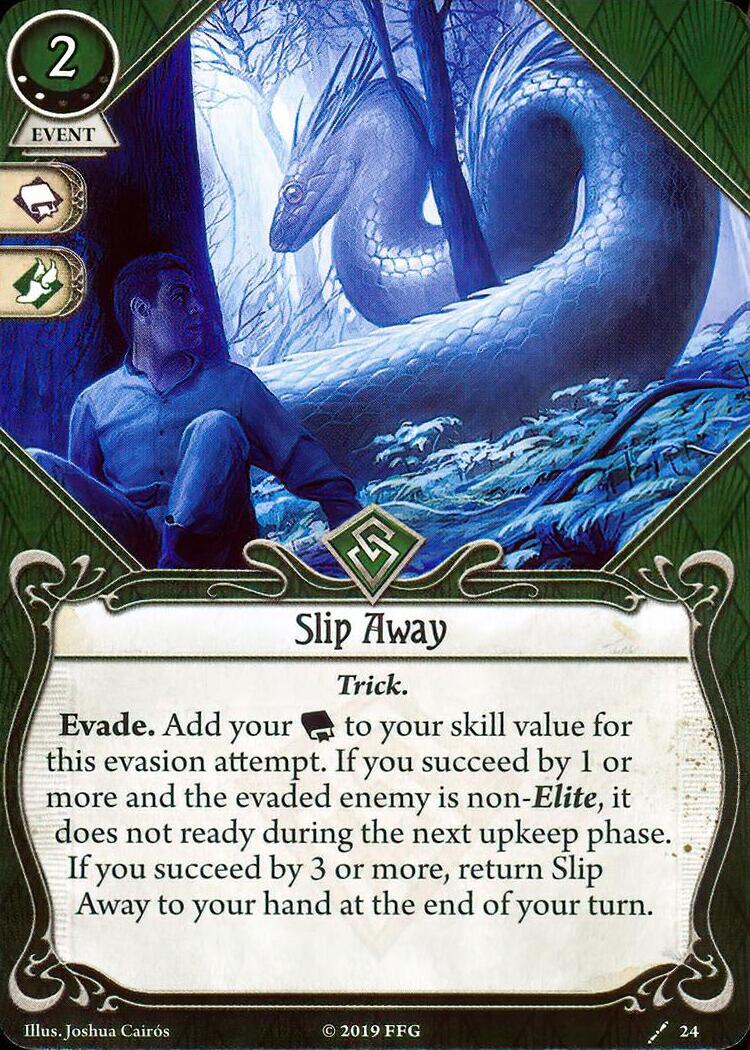 2
EVENT
Slip Away
Trick.
Evade. Add your to your skill value for
this evasion attempt. If you succeed by 1 or
more and the evaded enemy is non-Elite, it
does not ready during the next upkeep phase.
If you succeed by 3 or more, return Slip
Away to your hand at the end of your turn.
Illus. Joshua Cairós
© 2019 FFG
24